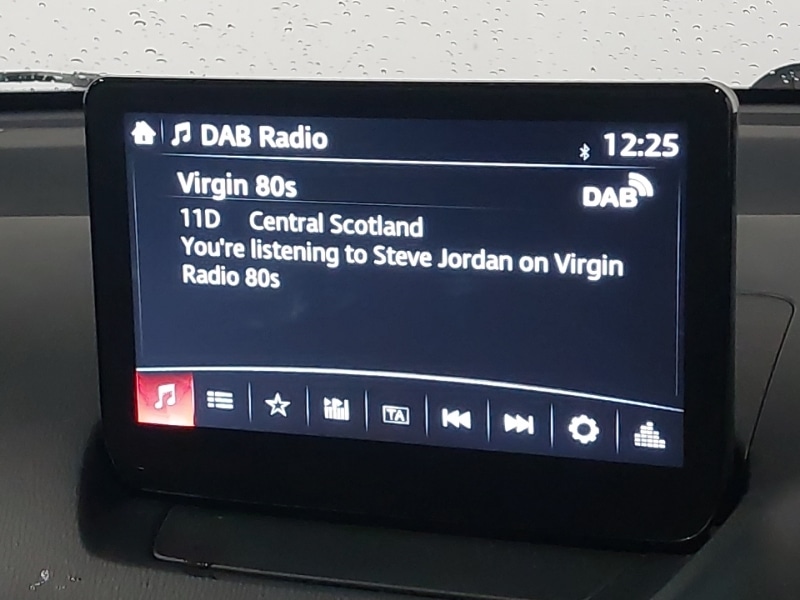 DAB Radio 12:25
Virgin 80s DAB
11D Central Scotland
You're listening to Steve Jordan on Virgin
Radio 80s
TA